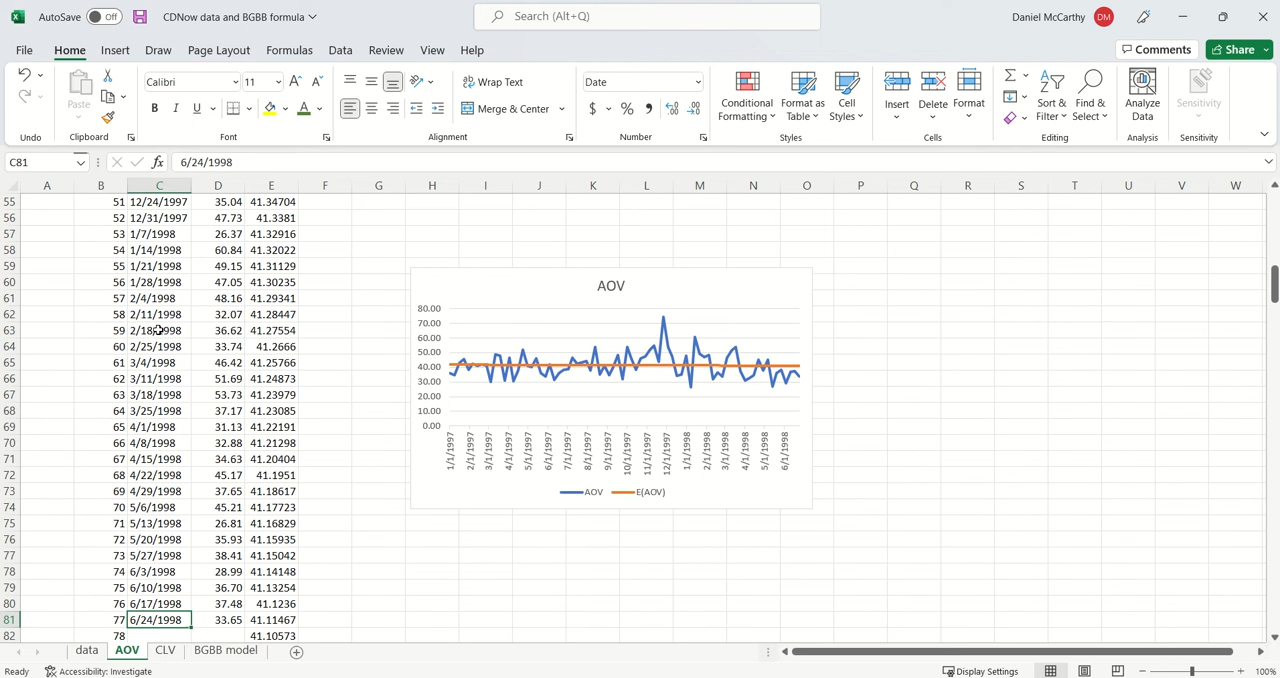 AutoSave Off CDNow data and BGBB formula Search (Alt+Q) Daniel McCarthy DM
File Home Insert Draw Page Layout Formulas Data Review View Help Comments Share
Calibri 11 Wrap Text Date
Paste Merge & Center $ % , Conditional Formatting Format as Table Cell Styles Insert Delete Format Sort & Filter Find & Select Analyze Data Sensitivity
Undo Clipboard Font Alignment Number Styles Cells Editing Analysis Sensitivity
C81 fx 6/24/1998
A B C D E F G H I J K L M N O P Q R S T U V W
55 51 12/24/1997 35.04 41.34704
56 52 12/31/1997 47.73 41.3381
57 53 1/7/1998 26.37 41.32916
58 54 1/14/1998 60.84 41.32022
59 55 1/21/1998 49.15 41.31129
60 56 1/28/1998 47.05 41.30235
61 57 2/4/1998 48.16 41.29341
62 58 2/11/1998 32.07 41.28447
63 59 2/18/1998 36.62 41.27554
64 60 2/25/1998 33.74 41.2666
65 61 3/4/1998 46.42 41.25766
66 62 3/11/1998 51.69 41.24873
67 63 3/18/1998 53.73 41.23979
68 64 3/25/1998 37.17 41.23085
69 65 4/1/1998 31.13 41.22191
70 66 4/8/1998 32.88 41.21298
71 67 4/15/1998 34.63 41.20404
72 68 4/22/1998 45.17 41.1951
73 69 4/29/1998 37.65 41.18617
74 70 5/6/1998 45.21 41.17723
75 71 5/13/1998 26.81 41.16829
76 72 5/20/1998 35.93 41.15935
77 73 5/27/1998 38.41 41.15042
78 74 6/3/1998 28.99 41.14148
79 75 6/10/1998 36.70 41.13254
80 76 6/17/1998 37.48 41.1236
81 77 6/24/1998 33.65 41.11467
82 78 41.10573
AOV
80.00
70.00
60.00
50.00
40.00
30.00
20.00
10.00
0.00
1/1/1997 2/1/1997 3/1/1997 4/1/1997 5/1/1997 6/1/1997 7/1/1997 8/1/1997 9/1/1997 10/1/1997 11/1/1997 12/1/1997 1/1/1998 2/1/1998 3/1/1998 4/1/1998 5/1/1998 6/1/1998
AOV E(AOV)
data AOV CLV BGBB model
Ready Accessibility: Investigate Display Settings 100%